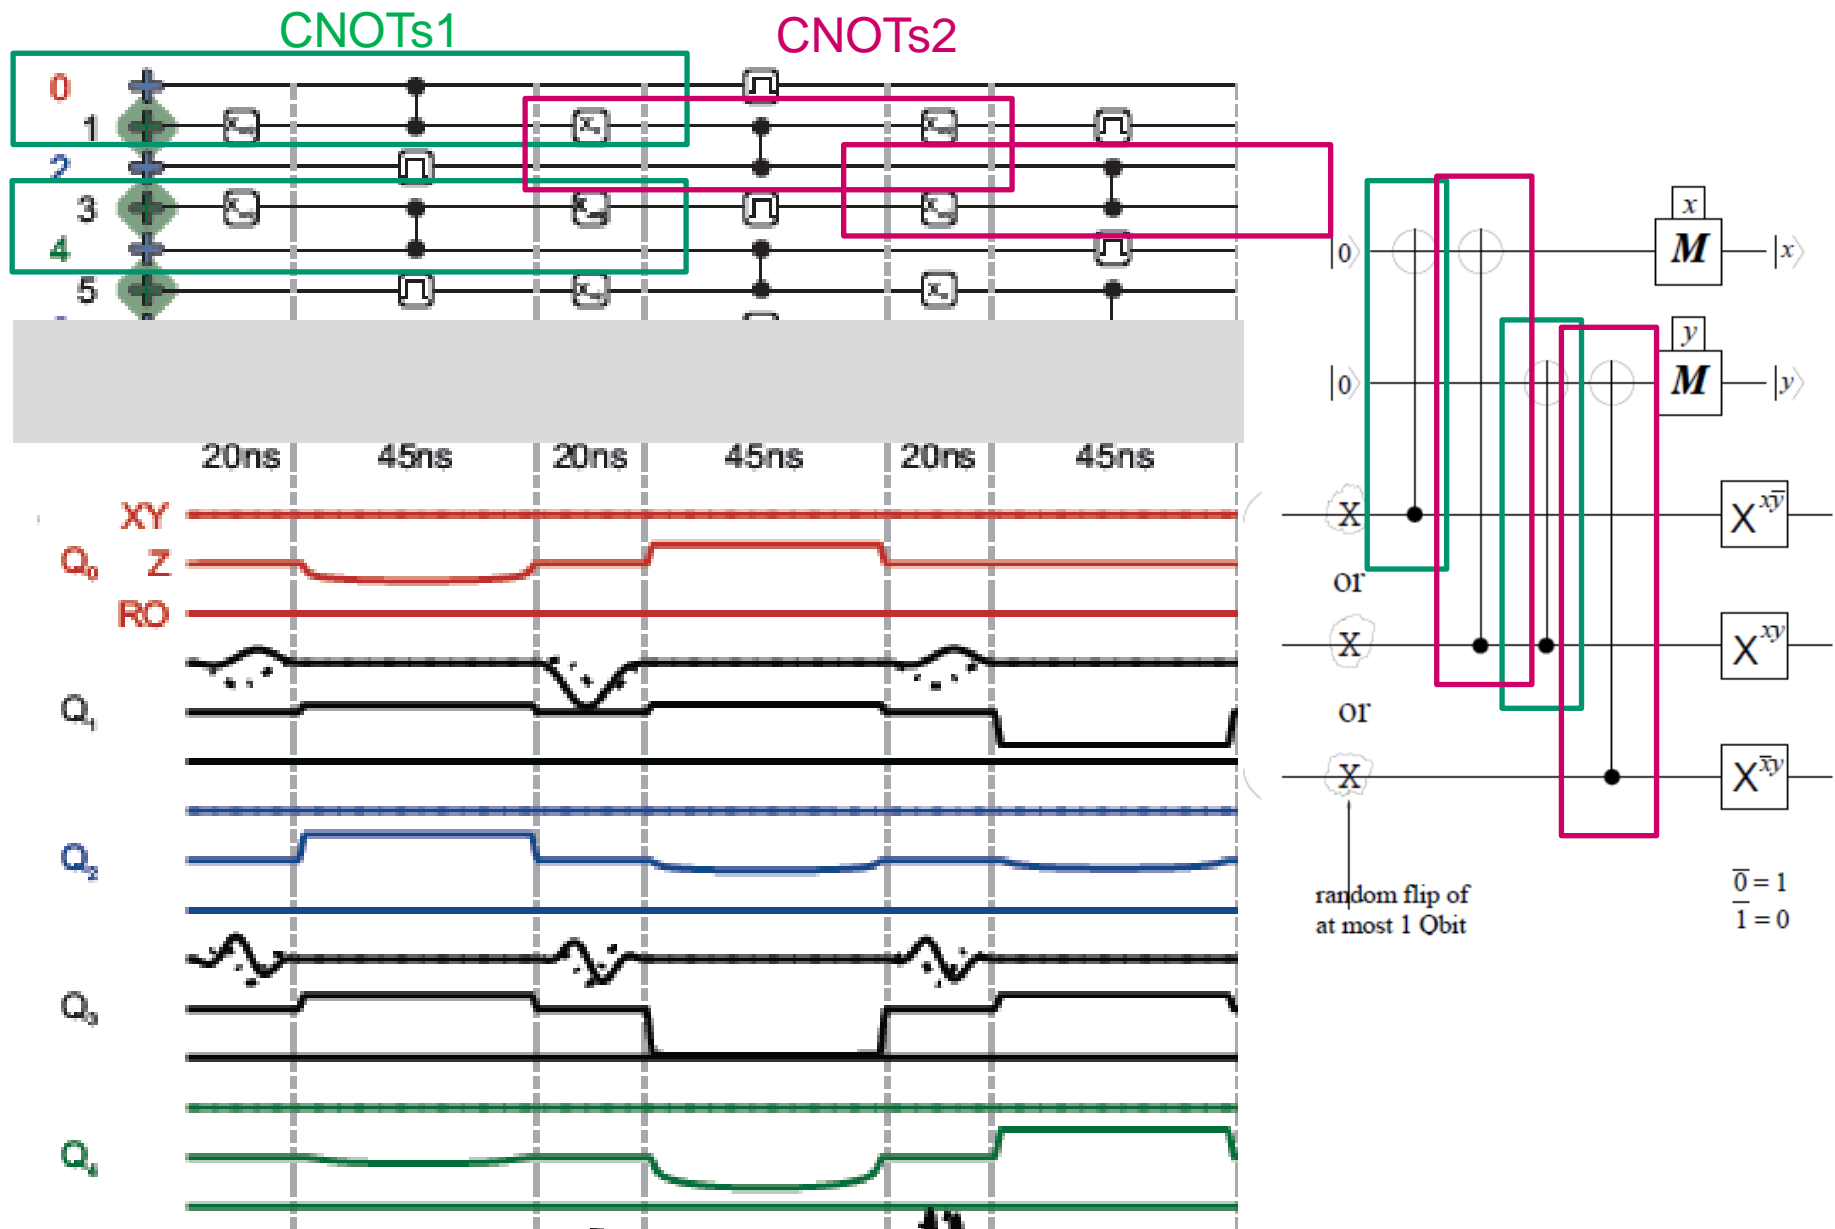 CNOTs1
CNOTs2
0
1
2
3
4
5
20ns 45ns 20ns 45ns 20ns 45ns
XY
Q0 Z
RO
Q1
Q2
Q3
Q4
|0⟩ x M |x⟩
|0⟩ y M |y⟩
X X^{xȳ}
or
X X^{xy}
or
X X^{x̄y}
random flip of
at most 1 Qbit
0̅ = 1
1̅ = 0